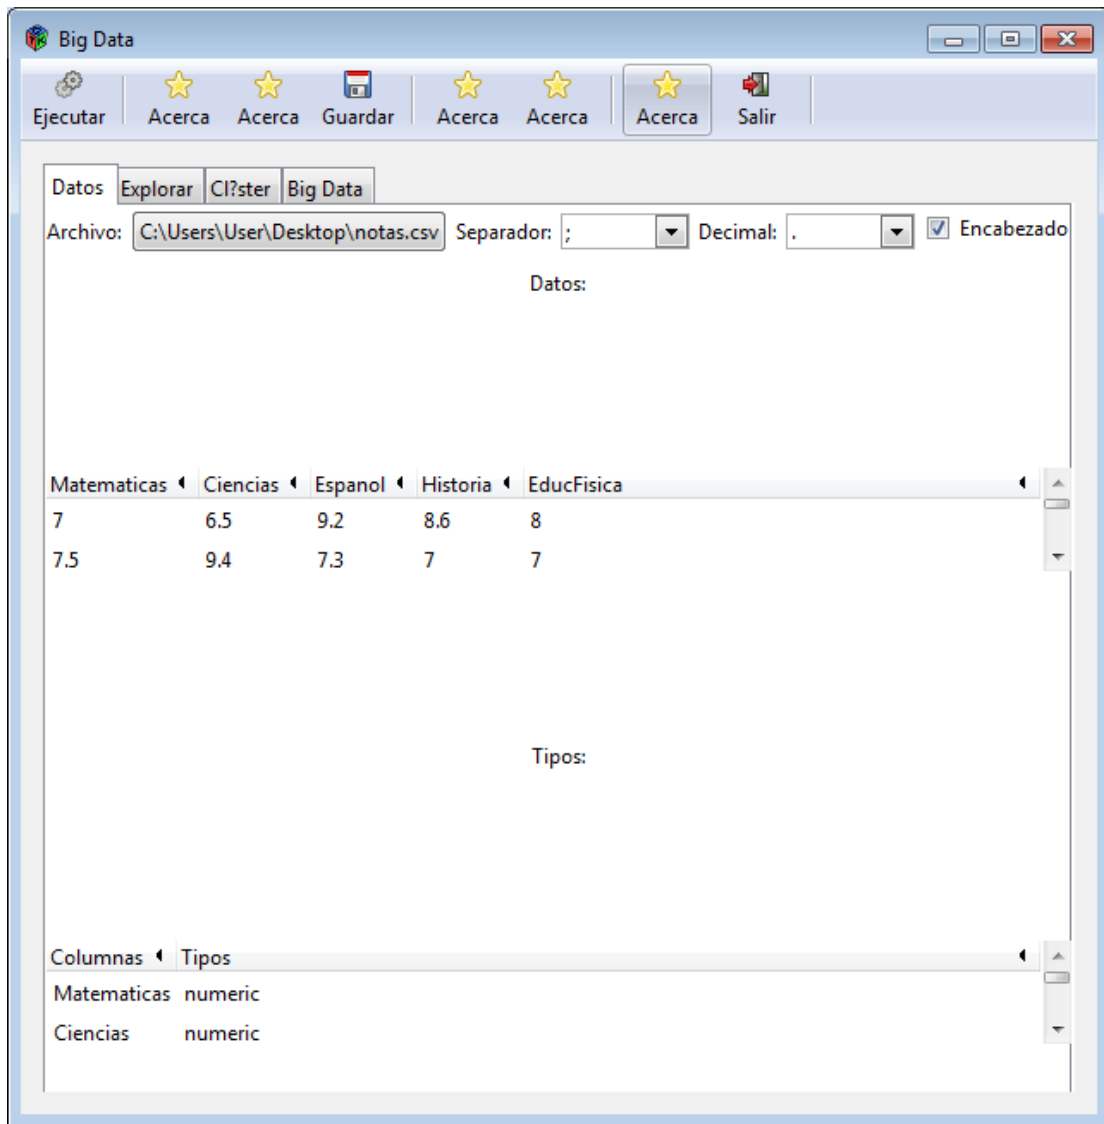 Big Data
Ejecutar Acerca Acerca Guardar Acerca Acerca Acerca Salir
Datos Explorar Cl?ster Big Data
Archivo: C:\Users\User\Desktop\notas.csv Separador: ; Decimal: . Encabezado
Datos:
Matematicas Ciencias Espanol Historia EducFisica
7 6.5 9.2 8.6 8
7.5 9.4 7.3 7 7
Tipos:
Columnas Tipos
Matematicas numeric
Ciencias numeric